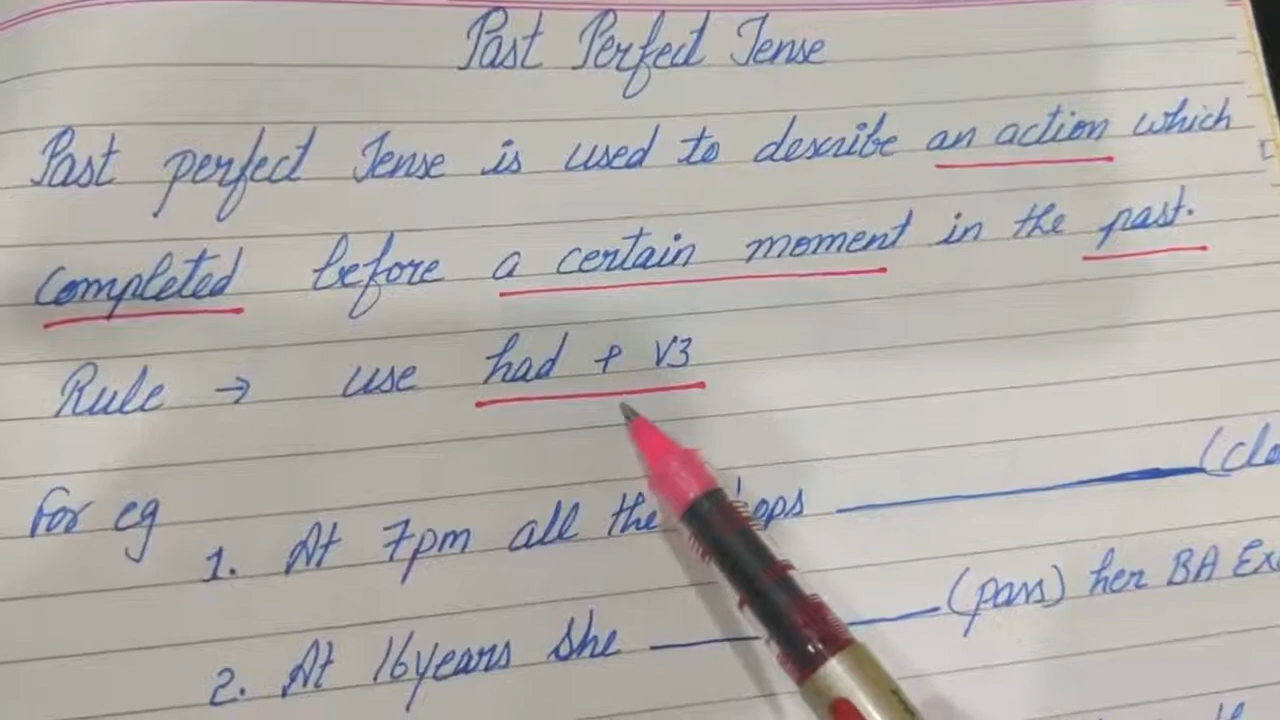 Past Perfect Tense
Past perfect Tense is used to describe an action which
completed before a certain moment in the past.
Rule → use had + V3
For eg
1. At 7pm all the ops (clo
2. At 16years She (pass) her BA Ex